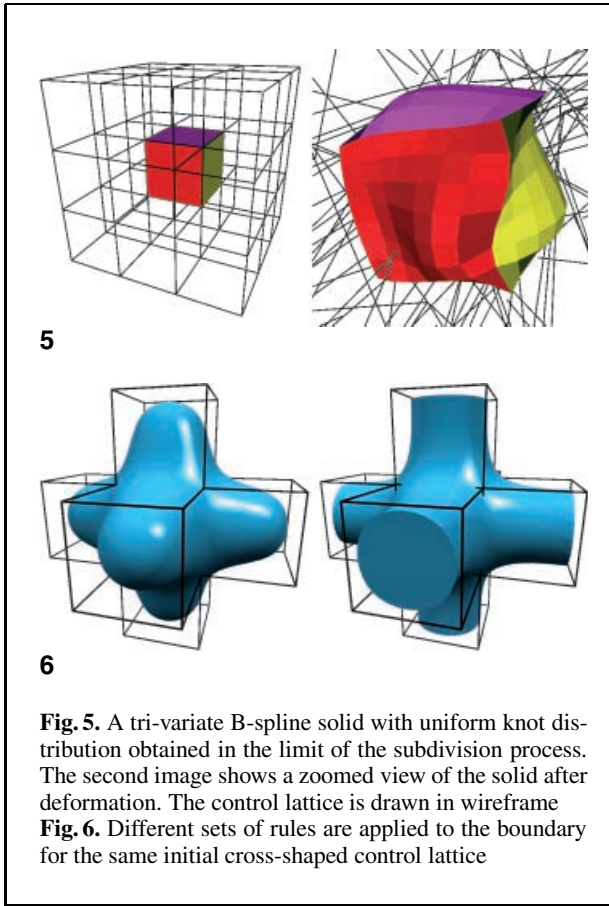 5
6
Fig. 5. A tri-variate B-spline solid with uniform knot dis-
tribution obtained in the limit of the subdivision process.
The second image shows a zoomed view of the solid after
deformation. The control lattice is drawn in wireframe
Fig. 6. Different sets of rules are applied to the boundary
for the same initial cross-shaped control lattice